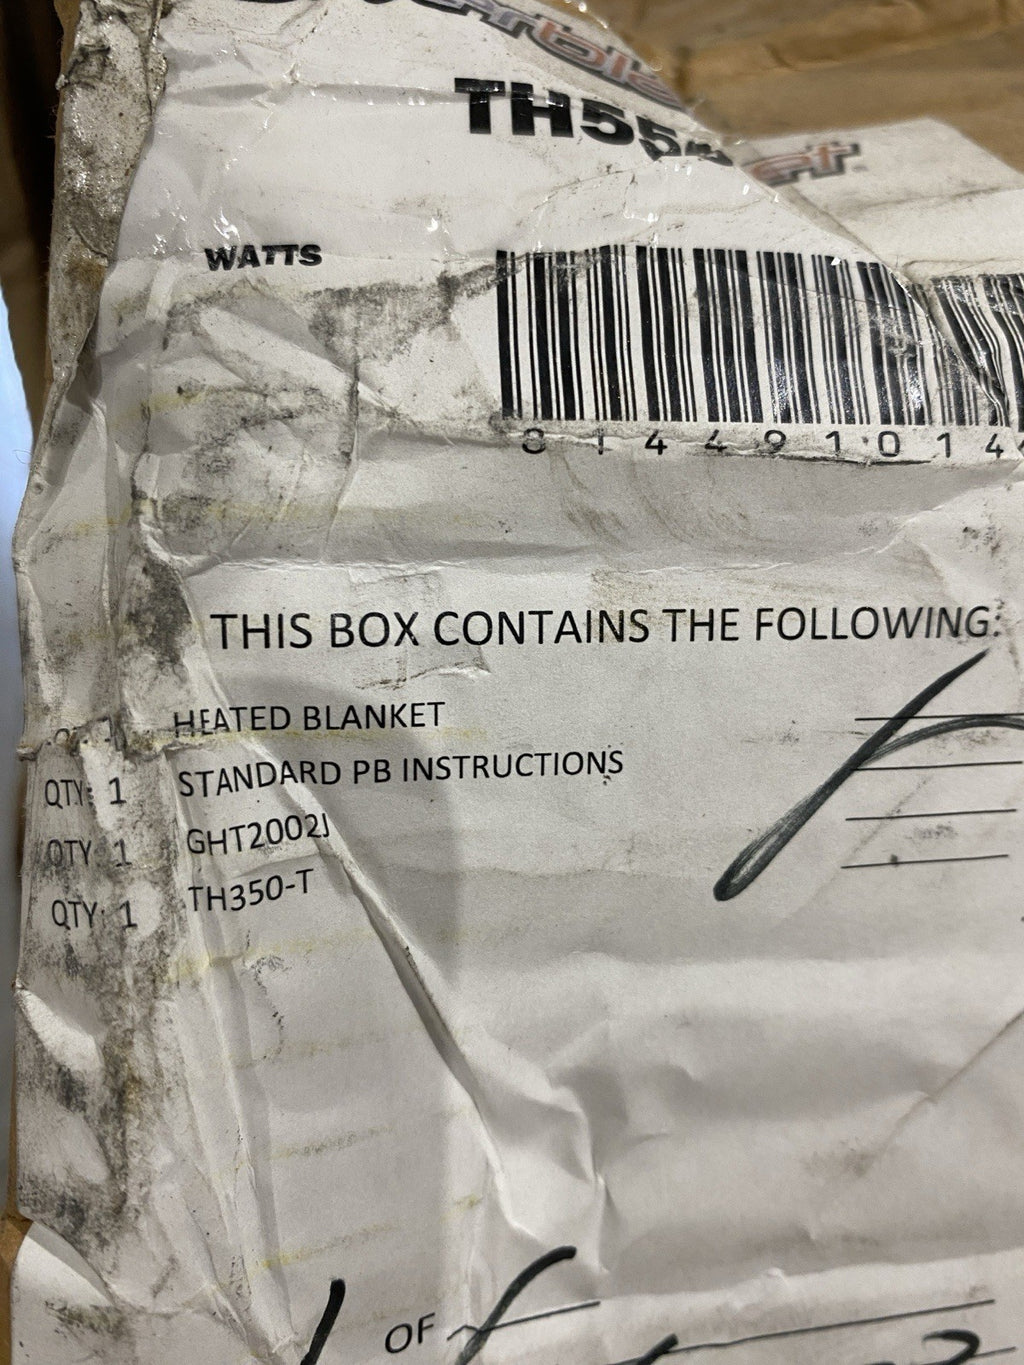 WATTS
THIS BOX CONTAINS THE FOLLOWING:
HEATED BLANKET
QTY: 1 STANDARD PB INSTRUCTIONS
QTY: 1 GHT2002J
QTY: 1 TH350-T
OF